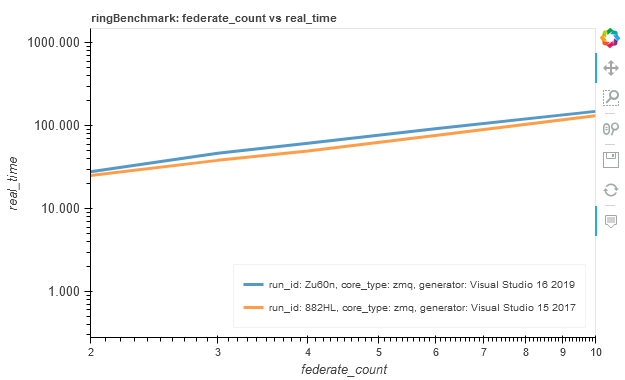 ringBenchmark: federate_count vs real_time
1000.000
100.000
10.000
1.000
real_time
run_id: Zu60n, core_type: zmq, generator: Visual Studio 16 2019
run_id: 882HL, core_type: zmq, generator: Visual Studio 15 2017
2 3 4 5 6 7 8 9 10
federate_count